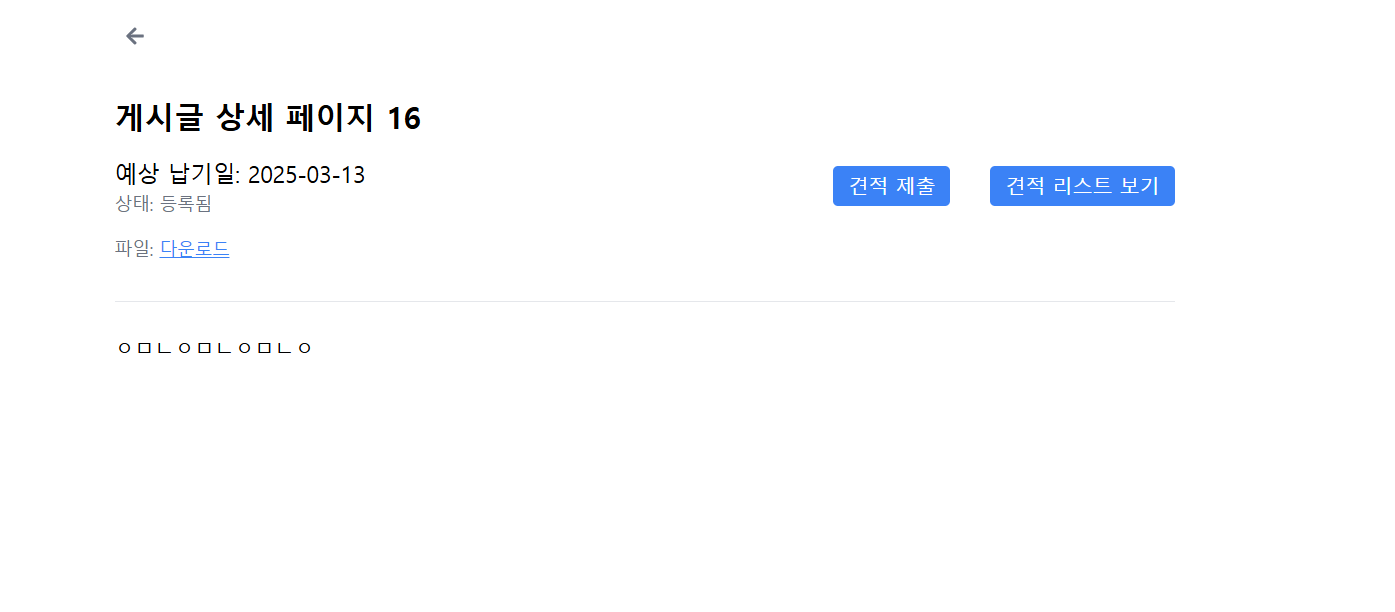 게시글 상세 페이지 16
예상 납기일: 2025-03-13
견적 제출
견적 리스트 보기
상태: 등록됨
파일: 다운로드
ㅇㅁㄴㅇㅁㄴㅇㅁㄴㅇ